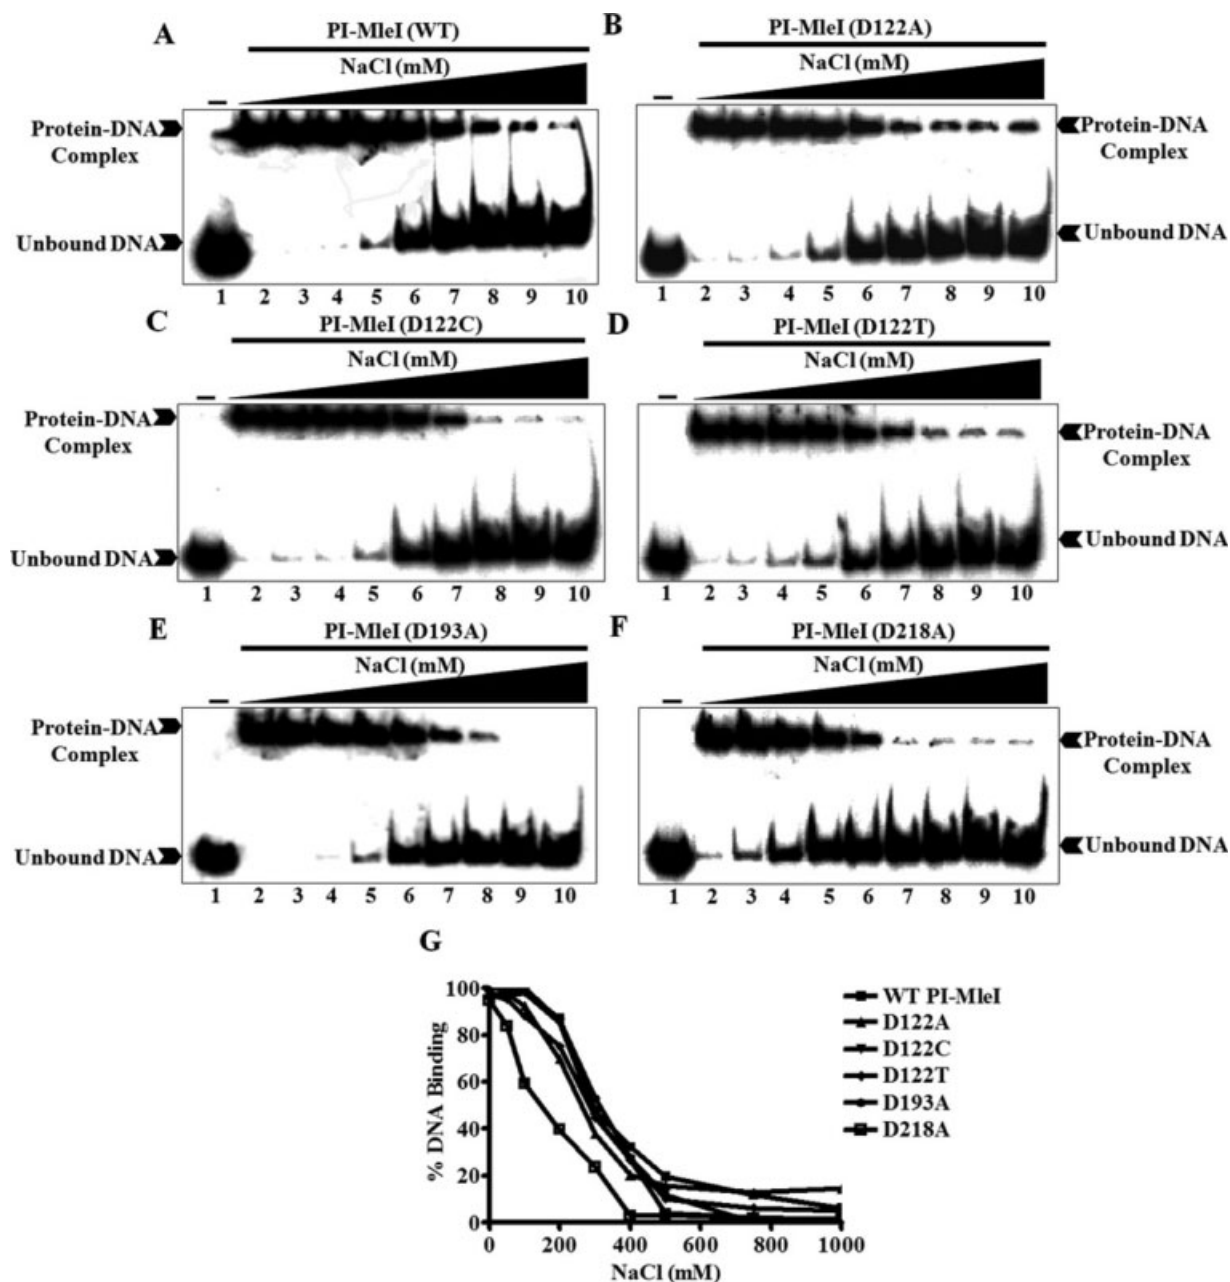 A
PI-MleI (WT)
NaCl (mM)
Protein-DNA
Complex
Unbound DNA
1 2 3 4 5 6 7 8 9 10
B
PI-MleI (D122A)
NaCl (mM)
Protein-DNA
Complex
Unbound DNA
1 2 3 4 5 6 7 8 9 10
C
PI-MleI (D122C)
NaCl (mM)
Protein-DNA
Complex
Unbound DNA
1 2 3 4 5 6 7 8 9 10
D
PI-MleI (D122T)
NaCl (mM)
Protein-DNA
Complex
Unbound DNA
1 2 3 4 5 6 7 8 9 10
E
PI-MleI (D193A)
NaCl (mM)
Protein-DNA
Complex
Unbound DNA
1 2 3 4 5 6 7 8 9 10
F
PI-MleI (D218A)
NaCl (mM)
Protein-DNA
Complex
Unbound DNA
1 2 3 4 5 6 7 8 9 10
G
% DNA Binding
100
80
60
40
20
0
0 200 400 600 800 1000
NaCl (mM)
WT PI-MleI
D122A
D122C
D122T
D193A
D218A